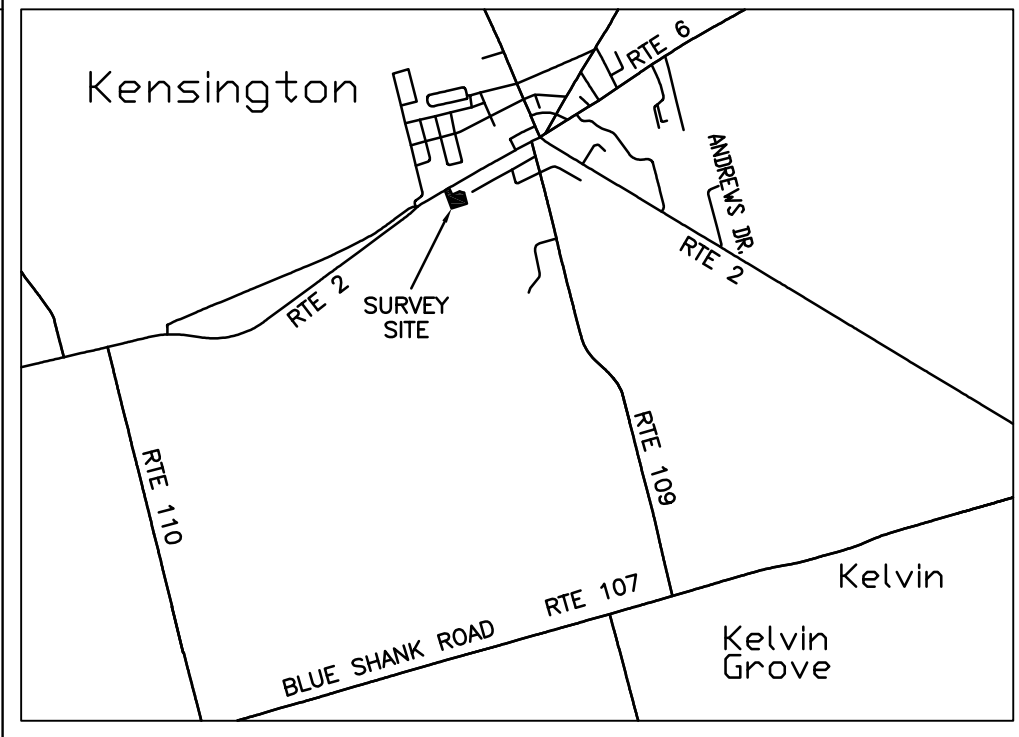 Kensington
RTE 6
ANDREWS DR.
RTE 2
RTE 2
SURVEY
SITE
RTE 109
RTE 110
RTE 107
BLUE SHANK ROAD
Kelvin
Kelvin
Grove